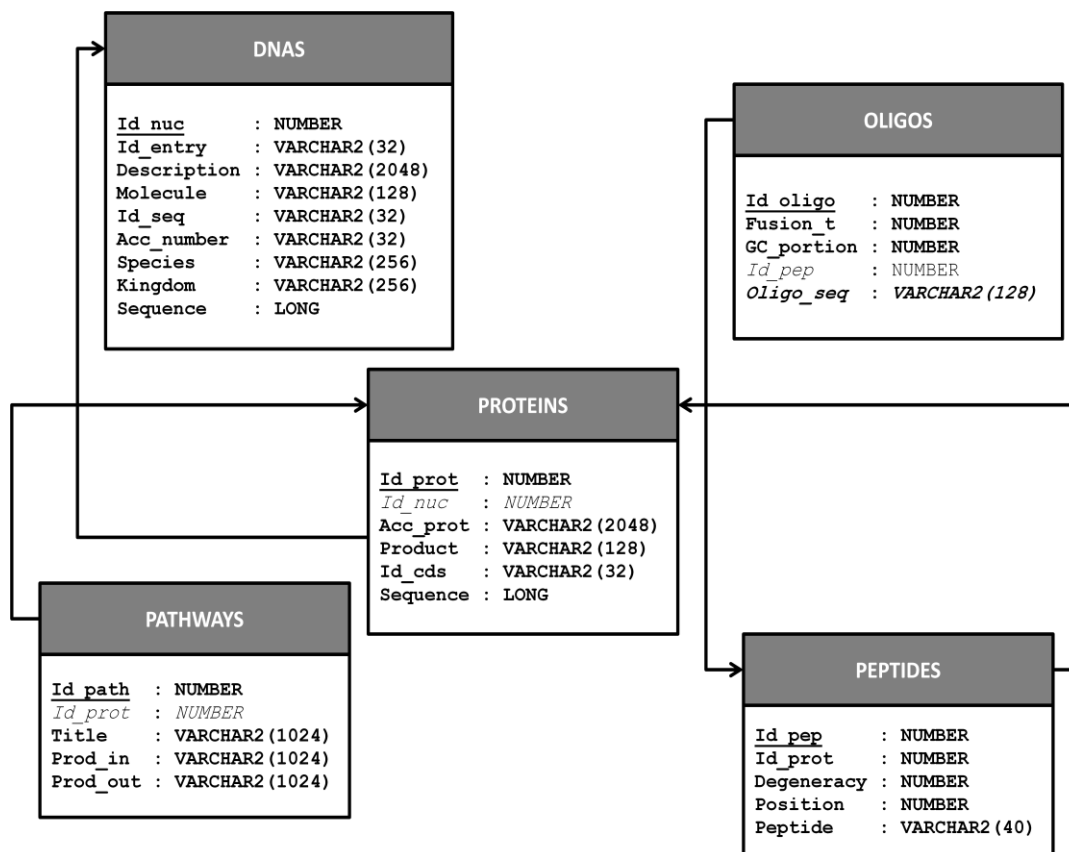 DNAS
Id_nuc : NUMBER
Id_entry : VARCHAR2(32)
Description : VARCHAR2(2048)
Molecule : VARCHAR2(128)
Id_seq : VARCHAR2(32)
Acc_number : VARCHAR2(32)
Species : VARCHAR2(256)
Kingdom : VARCHAR2(256)
Sequence : LONG
OLIGOS
Id_oligo : NUMBER
Fusion_t : NUMBER
GC_portion : NUMBER
Id_pep : NUMBER
Oligo_seq : VARCHAR2(128)
PROTEINS
Id_prot : NUMBER
Id_nuc : NUMBER
Acc_prot : VARCHAR2(2048)
Product : VARCHAR2(128)
Id_cds : VARCHAR2(32)
Sequence : LONG
PATHWAYS
Id_path : NUMBER
Id_prot : NUMBER
Title : VARCHAR2(1024)
Prod_in : VARCHAR2(1024)
Prod_out : VARCHAR2(1024)
PEPTIDES
Id_pep : NUMBER
Id_prot : NUMBER
Degeneracy : NUMBER
Position : NUMBER
Peptide : VARCHAR2(40)